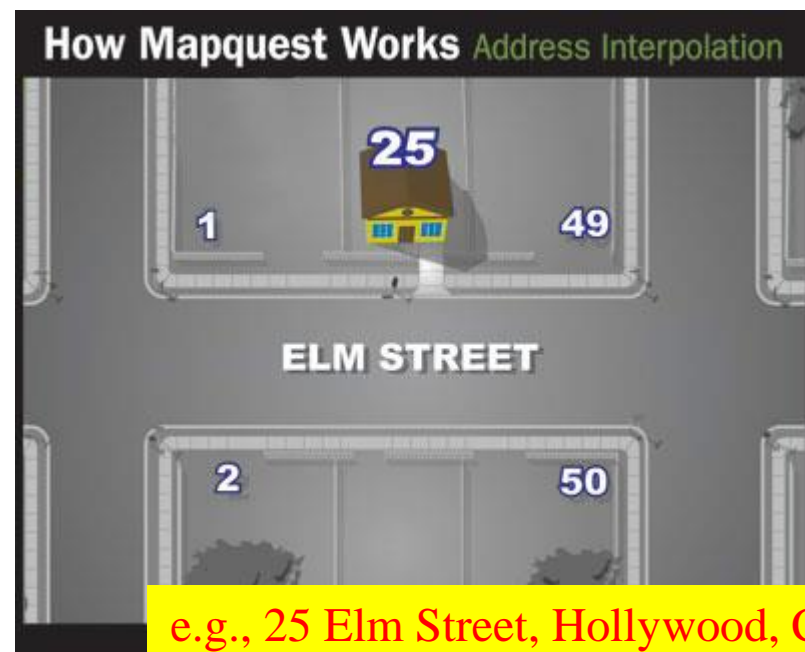 How Mapquest Works Address Interpolation
25
1
49
ELM STREET
2
50
e.g., 25 Elm Street, Hollywood,